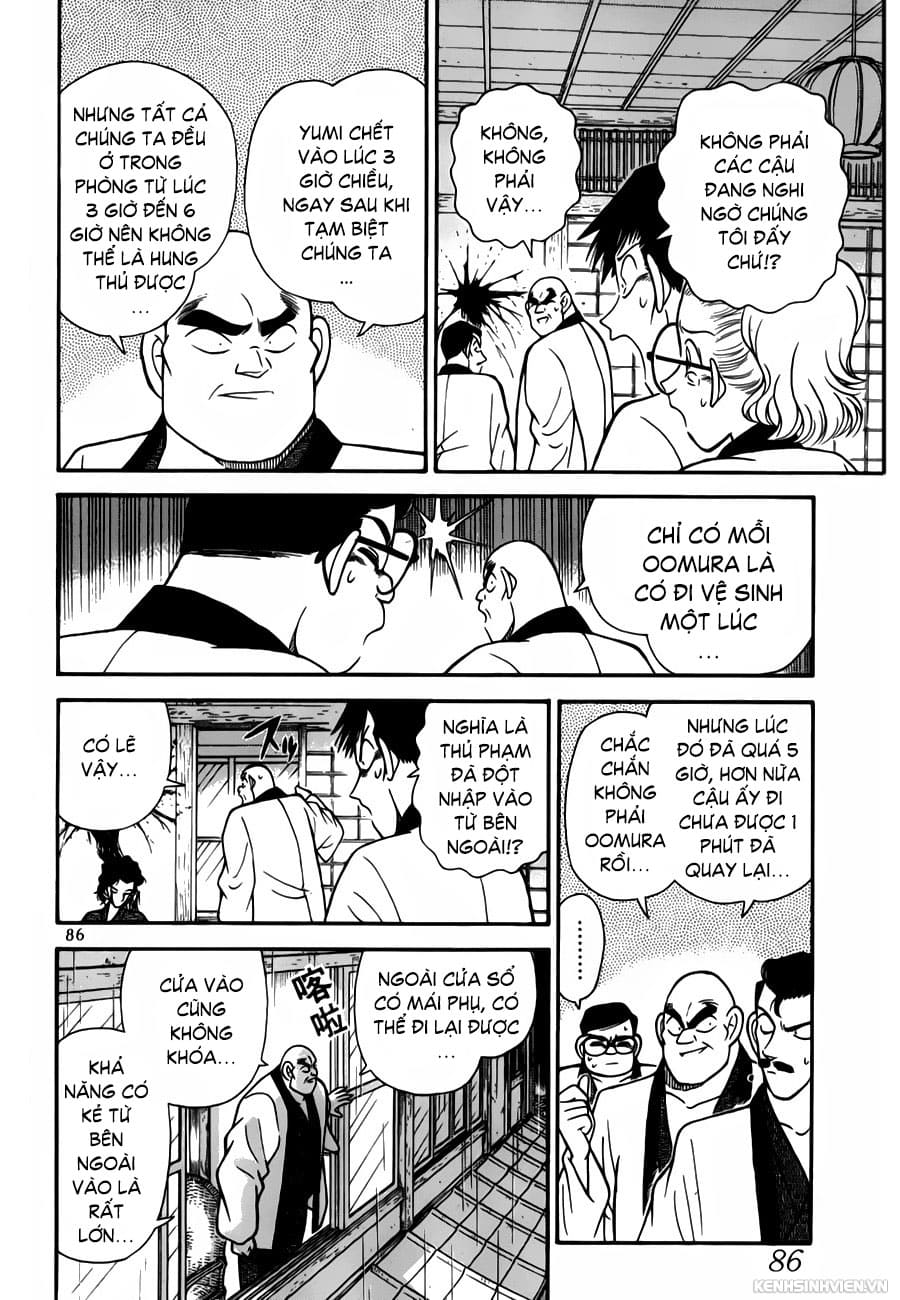 KHÔNG PHẢI
CÁC CẬU
ĐANG NGHI
NGỜ CHÚNG
TÔI ĐẤY
CHỨ!?
KHÔNG,
KHÔNG
PHẢI
VẬY...
YUMI CHẾT
VÀO LÚC 3
GIỜ CHIỀU,
NGAY SAU KHI
TẠM BIỆT
CHÚNG TA
...
NHƯNG TẤT CẢ
CHÚNG TA ĐỀU
Ở TRONG
PHÒNG TỪ LÚC
3 GIỜ ĐẾN 6
GIỜ NÊN KHÔNG
THỂ LÀ HUNG
THỦ ĐƯỢC
...
CHỈ CÓ MỖI
OOMURA LÀ
CÓ ĐI VỆ SINH
MỘT LÚC
...
NHƯNG LÚC
ĐÓ ĐÃ QUÁ 5
GIỜ, HƠN NỮA
CẬU ẤY ĐI
CHƯA ĐƯỢC 1
PHÚT ĐÃ
QUAY LẠI...
CHẮC
CHẮN
KHÔNG
PHẢI
OOMURA
RỒI...
.........
NGHĨA LÀ
THỦ PHẠM
ĐÃ ĐỘT
NHẬP VÀO
TỪ BÊN
NGOÀI!?
CÓ LẼ
VẬY...
86
NGOÀI CỬA SỔ
CÓ MÁI PHỤ, CÓ
THỂ ĐI LẠI ĐƯỢC
...
喀啦
CỬA VÀO
CŨNG
KHÔNG
KHÓA...
KHẢ
NĂNG CÓ
KẺ TỪ
BÊN
NGOÀI
VÀO LÀ
RẤT
LỚN...
86
KENHSINHVIEN.VN